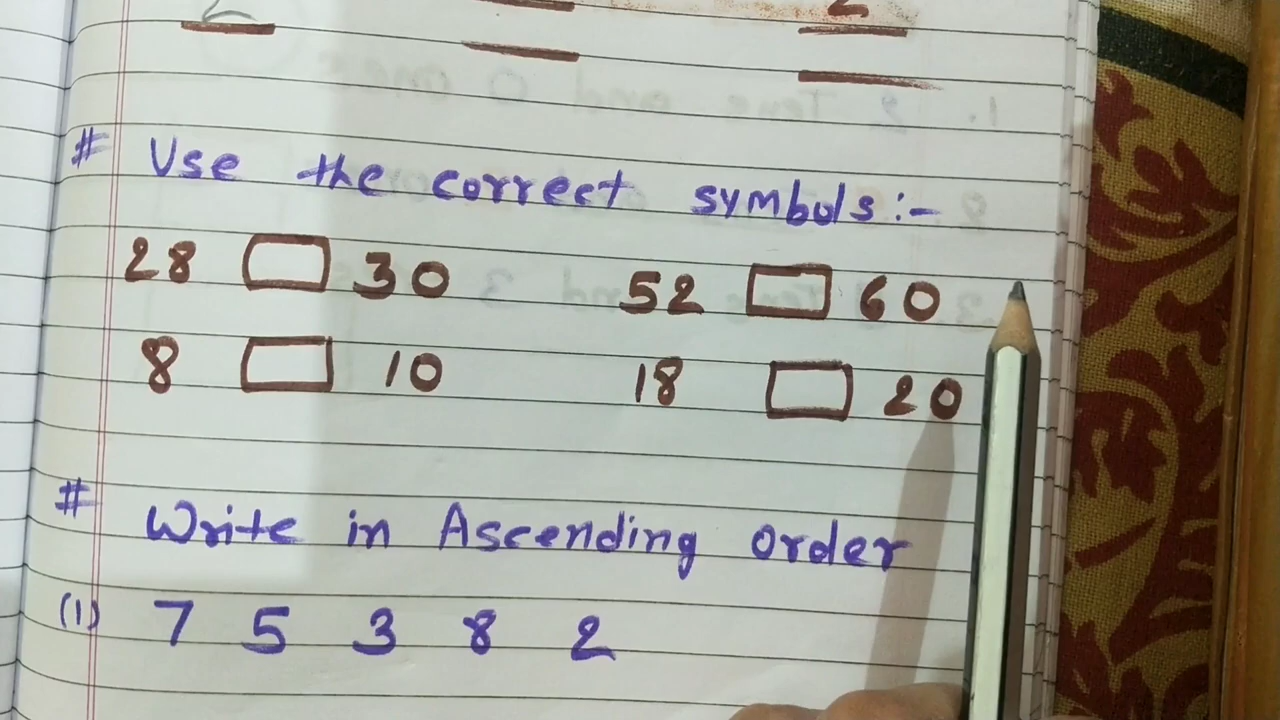 # Use the correct symbols:-
28 □ 30 52 □ 60
8 □ 10 18 □ 20
# Write in Ascending order
(1) 7 5 3 8 2